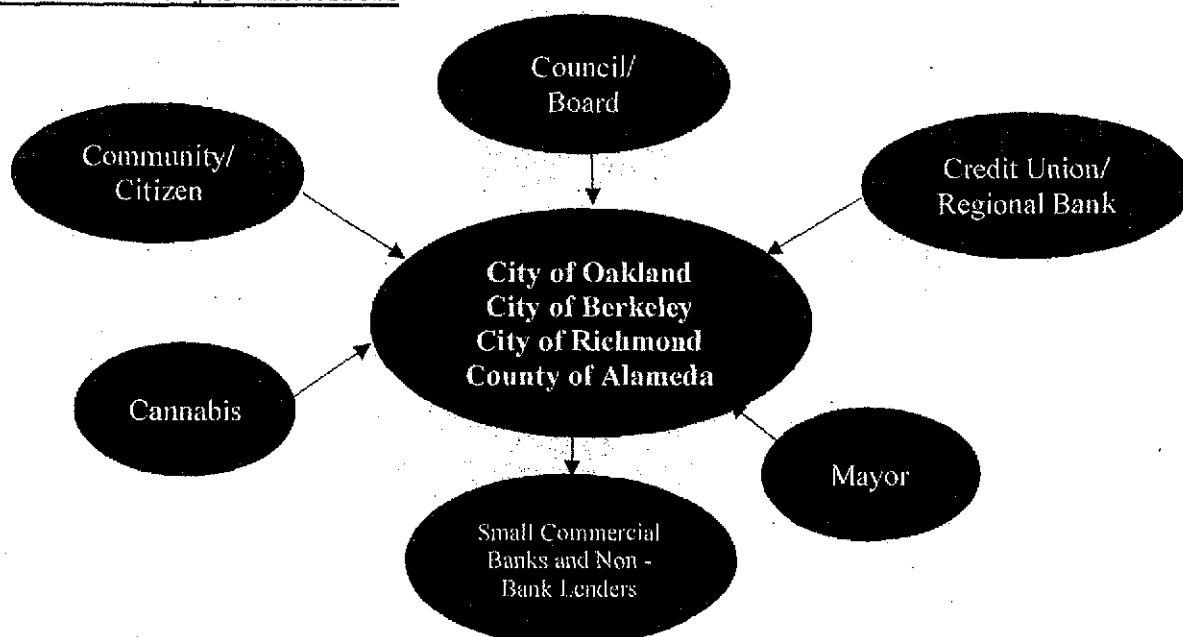 Council/
Board
Community/
Citizen
Credit Union/
Regional Bank
City of Oakland
City of Berkeley
City of Richmond
County of Alameda
Cannabis
Mayor
Small Commercial
Banks and Non -
Bank Lenders